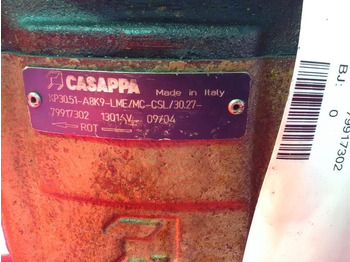 CASAPPA Made in Italy
KP30.51-A8K9-LME/MC-CSL/30.27-
79917302 13014V 09/04
ROT
79917302
BJ: 0